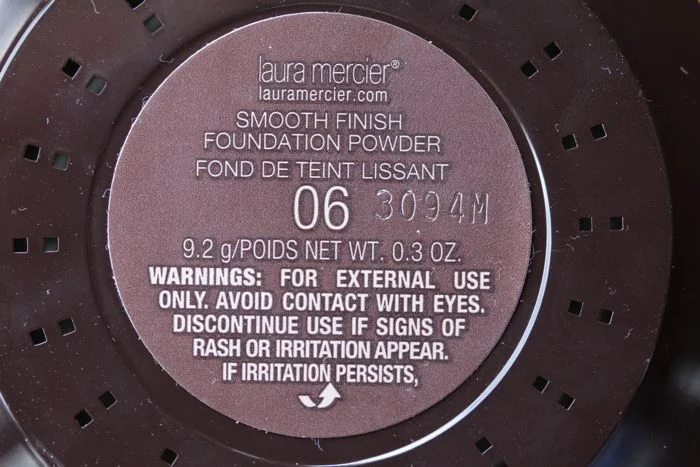 laura mercier®
lauramercier.com
SMOOTH FINISH
FOUNDATION POWDER
FOND DE TEINT LISSANT
06 3094M
9.2 g/POIDS NET WT. 0.3 OZ.
WARNINGS: FOR EXTERNAL USE
ONLY. AVOID CONTACT WITH EYES.
DISCONTINUE USE IF SIGNS OF
RASH OR IRRITATION APPEAR.
IF IRRITATION PERSISTS,